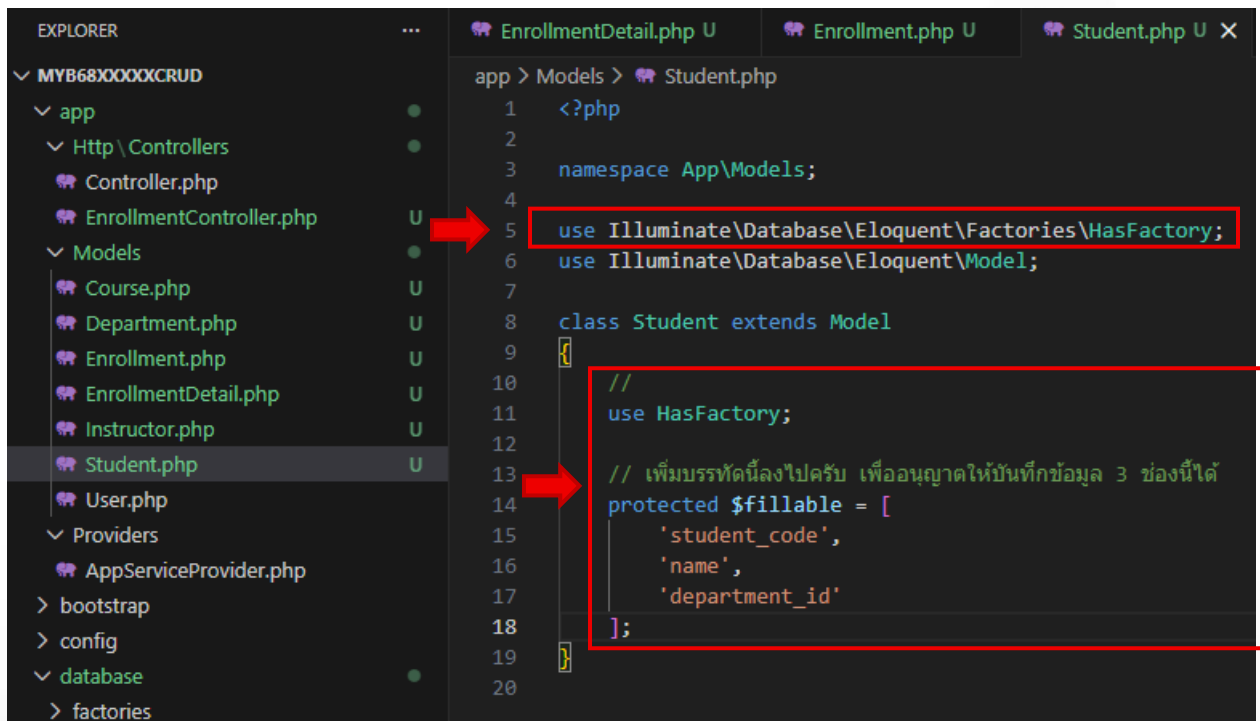 EXPLORER
...
MYB68XXXXXCRUD
app
Http\Controllers
Controller.php
EnrollmentController.php U
Models
Course.php U
Department.php U
Enrollment.php U
EnrollmentDetail.php U
Instructor.php U
Student.php U
User.php
Providers
AppServiceProvider.php
bootstrap
config
database
factories
EnrollmentDetail.php U
Enrollment.php U
Student.php U
app > Models > Student.php
1 <?php
2
3 namespace App\Models;
4
5 use Illuminate\Database\Eloquent\Factories\HasFactory;
6 use Illuminate\Database\Eloquent\Model;
7
8 class Student extends Model
9 {
10 //
11 use HasFactory;
12
13 // เพิ่มบรรทัดนี้ลงไปครับ เพื่ออนุญาตให้บันทึกข้อมูล 3 ช่องนี้ได้
14 protected $fillable = [
15 'student_code',
16 'name',
17 'department_id'
18 ];
19 }
20